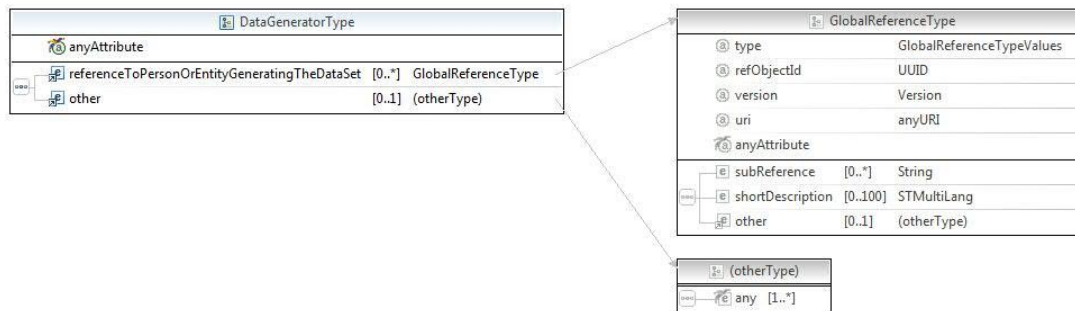 DataGeneratorType
anyAttribute
referenceToPersonOrEntityGeneratingTheDataSet [0..*] GlobalReferenceType
other [0..1] (otherType)
GlobalReferenceType
type GlobalReferenceTypeValues
refObjectId UUID
version Version
uri anyURI
anyAttribute
subReference [0..*] String
shortDescription [0..100] STMultiLang
other [0..1] (otherType)
(otherType)
any [1..*]